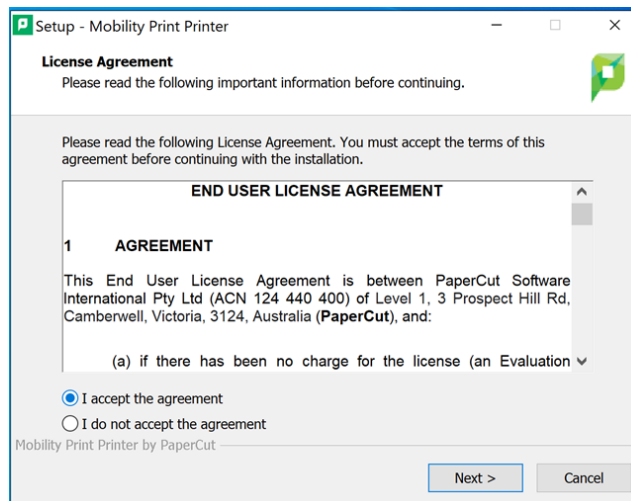 Setup - Mobility Print Printer
License Agreement
Please read the following important information before continuing.
Please read the following License Agreement. You must accept the terms of this
agreement before continuing with the installation.
END USER LICENSE AGREEMENT
1 AGREEMENT
This End User License Agreement is between PaperCut Software
International Pty Ltd (ACN 124 440 400) of Level 1, 3 Prospect Hill Rd,
Camberwell, Victoria, 3124, Australia (PaperCut), and:
(a) if there has been no charge for the license (an Evaluation
I accept the agreement
I do not accept the agreement
Mobility Print Printer by PaperCut
Next >
Cancel